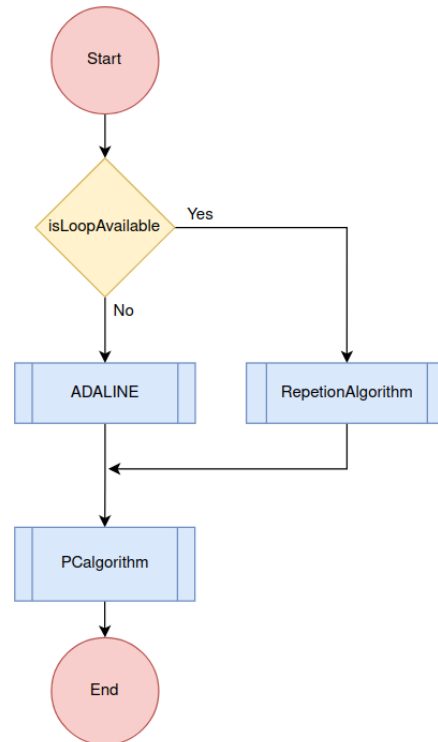 Start
isLoopAvailable
Yes
No
ADALINE
RepetionAlgorithm
PCalgorithm
End